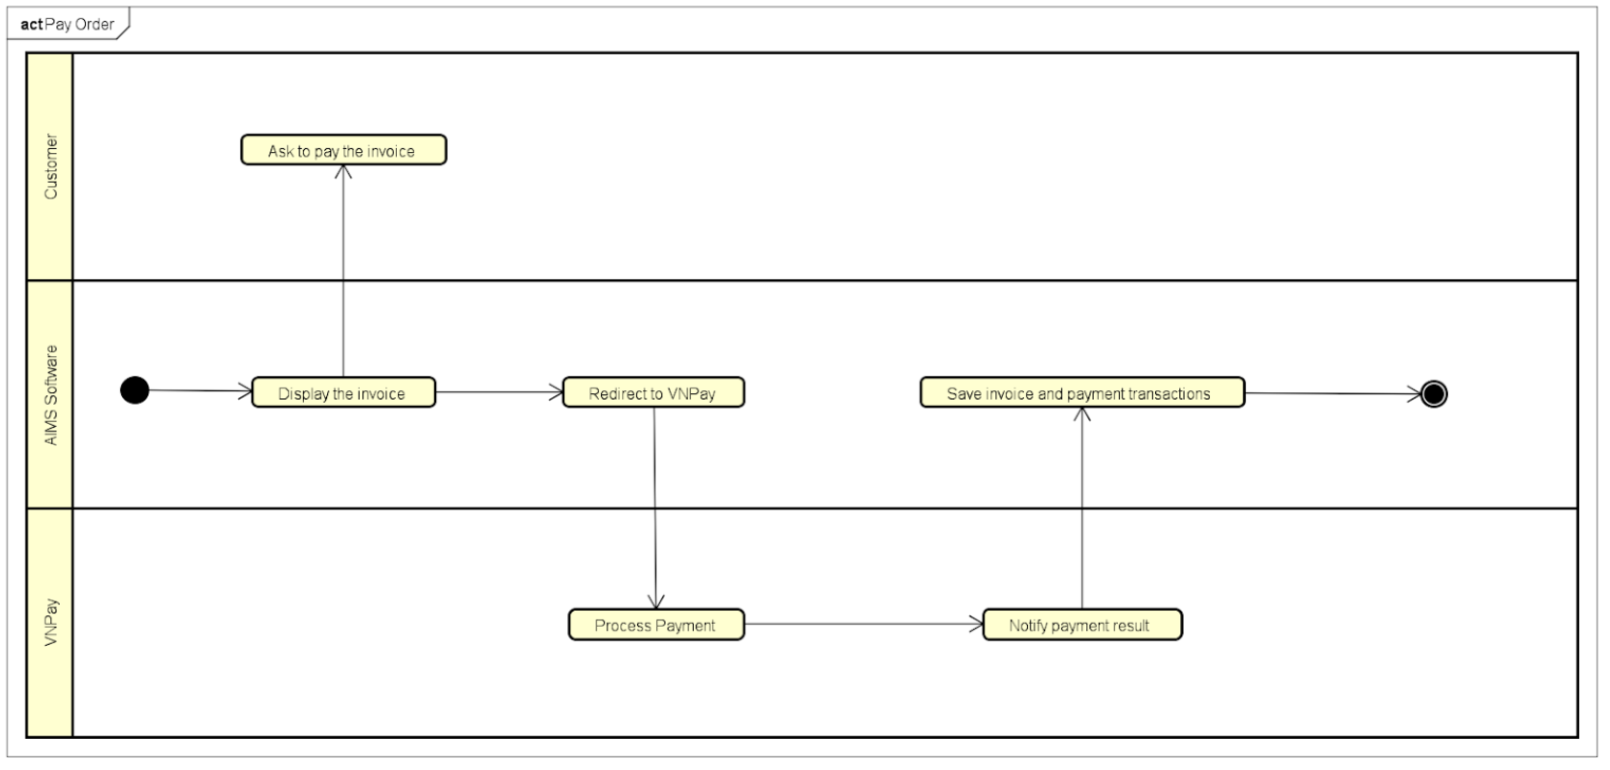 act Pay Order
Customer
Ask to pay the invoice
AIMS Software
Display the invoice
Redirect to VNPay
Save invoice and payment transactions
VNPay
Process Payment
Notify payment result